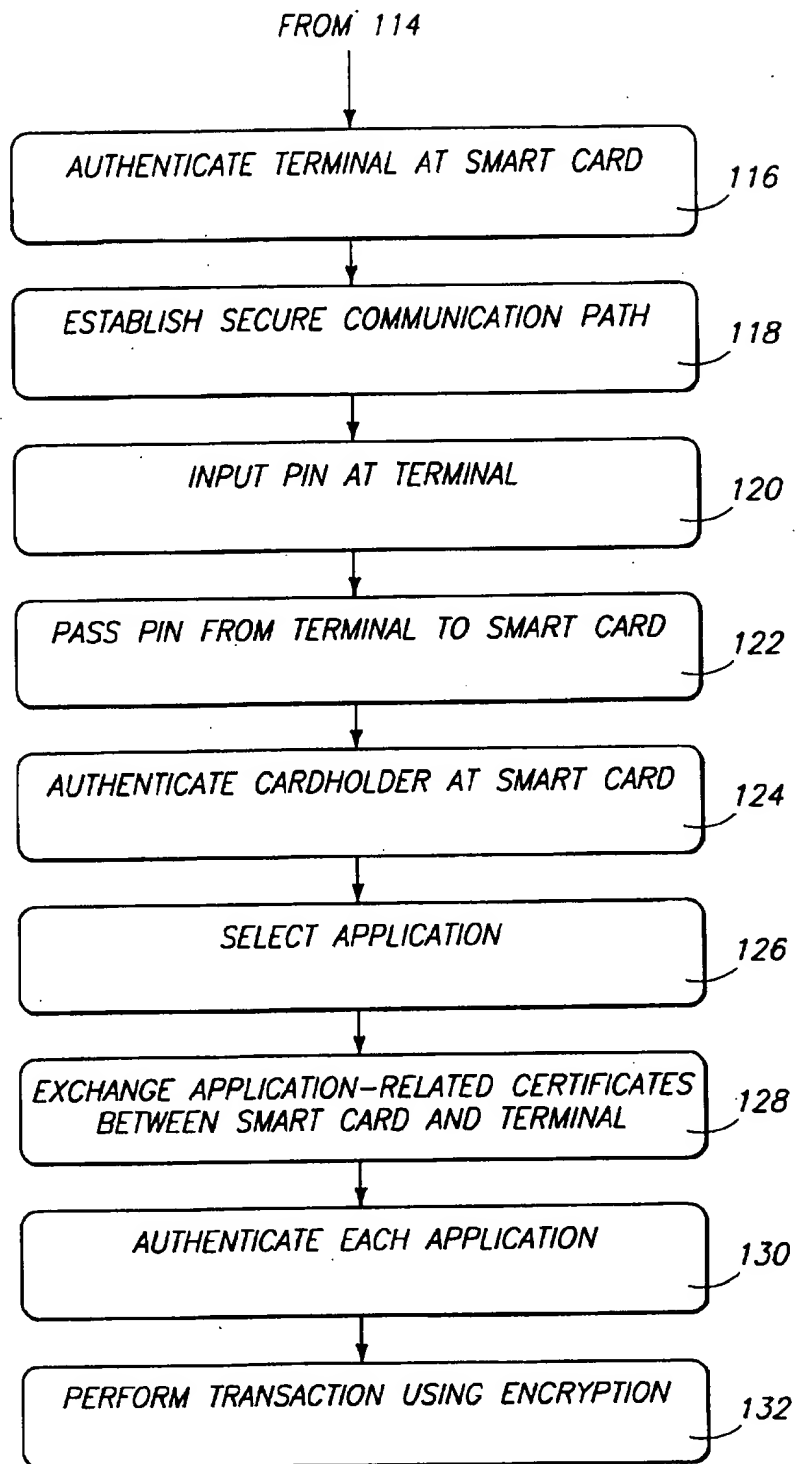 FROM 114
AUTHENTICATE TERMINAL AT SMART CARD
116
ESTABLISH SECURE COMMUNICATION PATH
118
INPUT PIN AT TERMINAL
120
PASS PIN FROM TERMINAL TO SMART CARD
122
AUTHENTICATE CARDHOLDER AT SMART CARD
124
SELECT APPLICATION
126
EXCHANGE APPLICATION-RELATED CERTIFICATES
BETWEEN SMART CARD AND TERMINAL
128
AUTHENTICATE EACH APPLICATION
130
PERFORM TRANSACTION USING ENCRYPTION
132